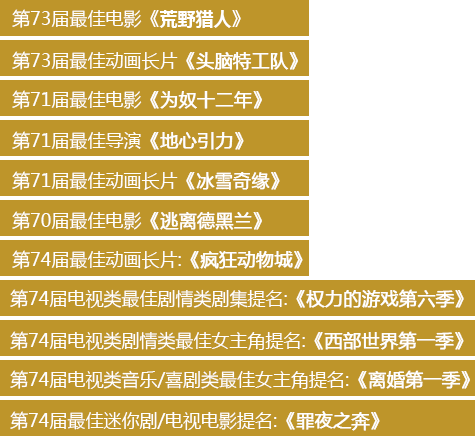 第73届最佳电影《荒野猎人》
第73届最佳动画长片《头脑特工队》
第71届最佳电影《为奴十二年》
第71届最佳导演《地心引力》
第71届最佳动画长片《冰雪奇缘》
第70届最佳电影《逃离德黑兰》
第74届最佳动画长片:《疯狂动物城》
第74届电视类最佳剧情类剧集提名:《权力的游戏第六季》
第74届电视类剧情类最佳女主角提名:《西部世界第一季》
第74届电视类音乐/喜剧类最佳女主角提名:《离婚第一季》
第74届最佳迷你剧/电视电影提名:《罪夜之奔》